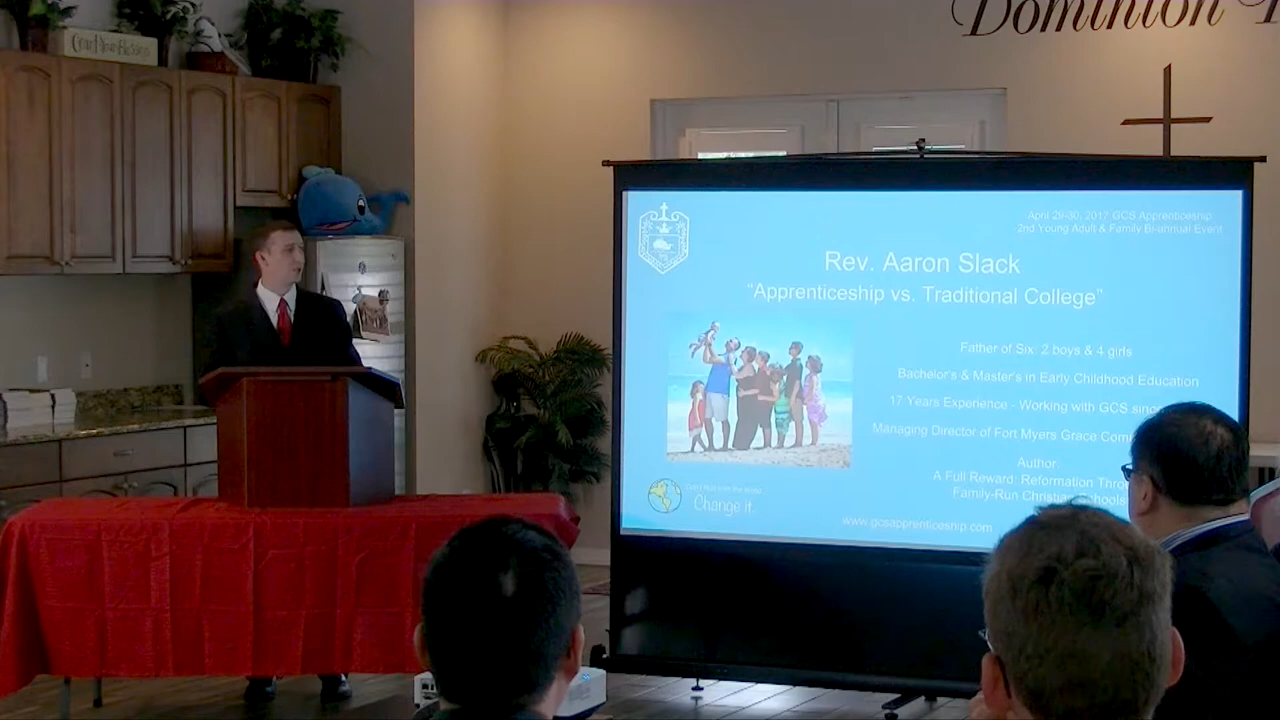 Dominion
April 29-30, 2017 GCS Apprenticeship
2nd Young Adult & Family Bi-annual Event
Rev. Aaron Slack
"Apprenticeship vs. Traditional College"
Father of Six: 2 boys & 4 girls
Bachelor's & Master's in Early Childhood Education
17 Years Experience - Working with GCS since
Managing Director of Fort Myers Grace Com
Author:
A Full Reward: Reformation Throu
Family-Run Christian Schools
Change it.
www.gcsapprenticeship.com